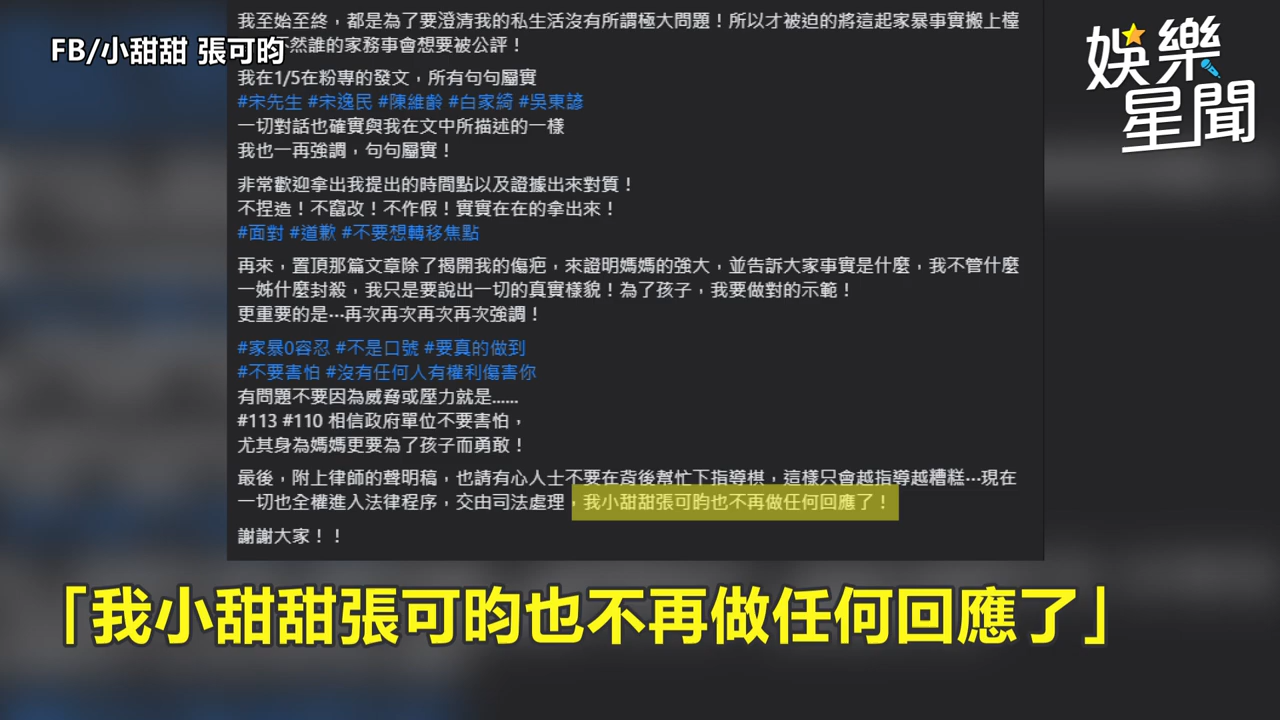 FB/小甜甜 張可昀
娛樂
星聞
我至始至終，都是為了要澄清我的私生活沒有所謂極大問題！所以才被迫的將這起家暴事實搬上檯
然誰的家務事會想要被公評！
我在1/5在粉專的發文，所有句句屬實
#宋先生 #宋逸民 #陳維齡 #白家綺 #吳東諺
一切對話也確實與我在文中所描述的一樣
我也一再強調，句句屬實！
非常歡迎拿出我提出的時間點以及證據出來對質！
不捏造！不竄改！不作假！實實在在的拿出來！
#面對 #道歉 #不要想轉移焦點
再來，置頂那篇文章除了揭開我的傷疤，來證明媽媽的強大，並告訴大家事實是什麼，我不管什麼
一姊什麼封殺，我只是要說出一切的真實樣貌！為了孩子，我要做對的示範！
更重要的是…再次再次再次再次強調！
#家暴0容忍 #不是口號 #要真的做到
#不要害怕 #沒有任何人有權利傷害你
有問題不要因為威脅或壓力就是......
#113 #110 相信政府單位不要害怕，
尤其身為媽媽更要為了孩子而勇敢！
最後，附上律師的聲明稿，也請有心人士不要在背後幫忙下指導棋，這樣只會越指導越糟糕…現在
一切也全權進入法律程序，交由司法處理，我小甜甜張可昀也不再做任何回應了！
謝謝大家！！
「我小甜甜張可昀也不再做任何回應了」